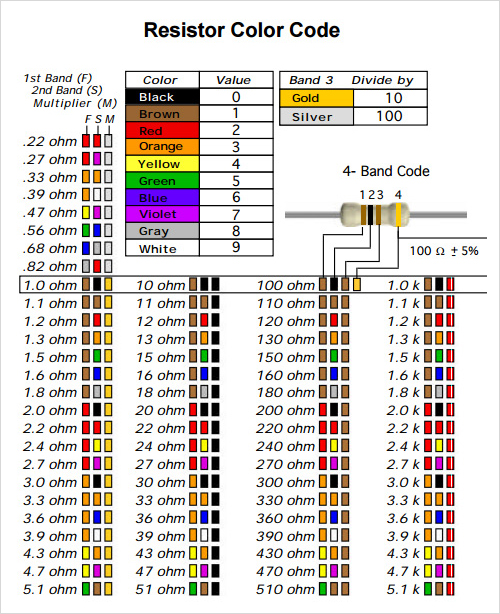 Resistor Color Code
1st Band (F)
2nd Band (S)
Multiplier (M)
F S M
Color Value
Black 0
Brown 1
Red 2
Orange 3
Yellow 4
Green 5
Blue 6
Violet 7
Gray 8
White 9
Band 3 Divide by
Gold 10
Silver 100
4- Band Code
1 2 3 4
100 Ω ± 5%
.22 ohm
.27 ohm
.33 ohm
.39 ohm
.47 ohm
.56 ohm
.68 ohm
.82 ohm
1.0 ohm 10 ohm 100 ohm 1.0 k
1.1 ohm 11 ohm 110 ohm 1.1 k
1.2 ohm 12 ohm 120 ohm 1.2 k
1.3 ohm 13 ohm 130 ohm 1.3 k
1.5 ohm 15 ohm 150 ohm 1.5 k
1.6 ohm 16 ohm 160 ohm 1.6 k
1.8 ohm 18 ohm 180 ohm 1.8 k
2.0 ohm 20 ohm 200 ohm 2.0 k
2.2 ohm 22 ohm 220 ohm 2.2 k
2.4 ohm 24 ohm 240 ohm 2.4 k
2.7 ohm 27 ohm 270 ohm 2.7 k
3.0 ohm 30 ohm 300 ohm 3.0 k
3.3 ohm 33 ohm 330 ohm 3.3 k
3.6 ohm 36 ohm 360 ohm 3.6 k
3.9 ohm 39 ohm 390 ohm 3.9 k
4.3 ohm 43 ohm 430 ohm 4.3 k
4.7 ohm 47 ohm 470 ohm 4.7 k
5.1 ohm 51 ohm 510 ohm 5.1 k